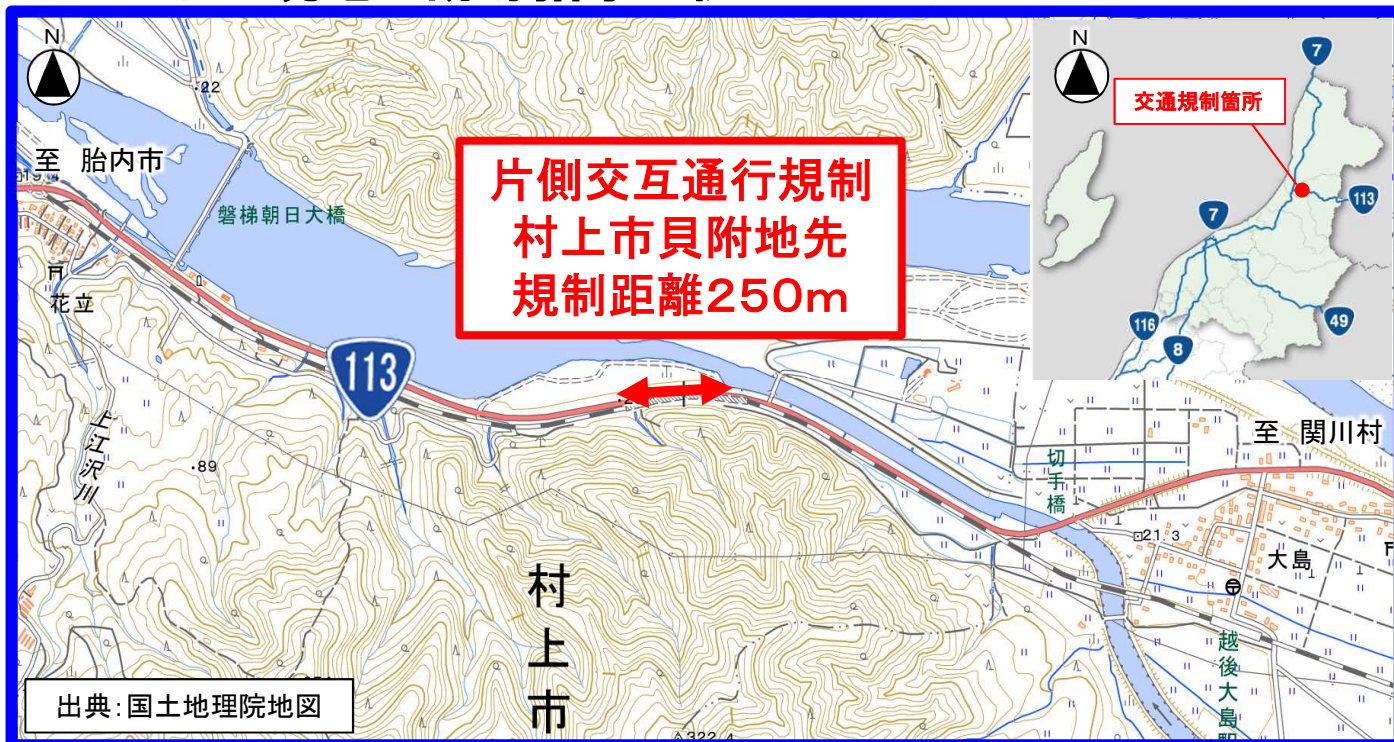 N
N
7
交通規制箇所
113
7
116
8
49
・22
至 胎内市
磐梯朝日大橋
片側交互通行規制
村上市貝附地先
規制距離250m
花立
113
上江沢川
・89
至 関川村
切手橋
21.3
大島
村上市
越後大島駅
322.4
出典:国土地理院地図